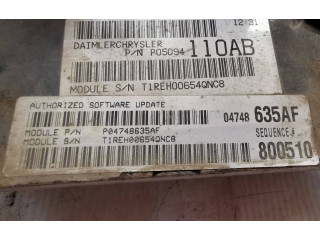 12-31
DAIMLERCHRYSLER
P/N P05094 110AB
MODULE S/N T1REH00654QNC8
AUTHORIZED SOFTWARE UPDATE
04748 635AF
MODULE P/N P04748635AF
SEQUENCE #
MODULE S/N T1REH00654QNC8
800510